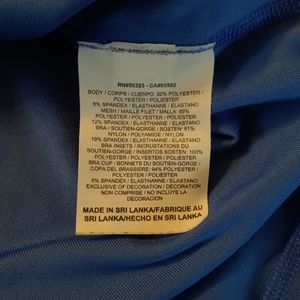 RN#56323 - CA#05553
BODY / CORPS / CUERPO: 92% POLYESTER /
POLYESTER / POLIESTER
8% SPANDEX / ELASTHANNE / ELASTANO
MESH / MAILLE FILET / MALLA: 88%
POLYESTER / POLYESTER / POLIESTER
12% SPANDEX / ELASTHANNE / ELASTANO
BRA / SOUTIEN-GORGE / SOSTEN: 81%
NYLON / POLYAMIDE / NYLON
19% SPANDEX / ELASTHANNE / ELASTANO
BRA INSETS / INCRUSTATIONS DU
SOUTIEN-GORGE / INSERTOS SOSTEN: 100%
POLYESTER / POLYESTER / POLIESTER
BRA CUP / BONNETS DU SOUTIEN-GORGE /
COPA DEL BRASSIERE: 94% POLYESTER /
POLYESTER / POLIESTER
6% SPANDEX / ELASTHANNE / ELASTANO
EXCLUSIVE OF DECORATION / DECORATION
NON COMPRISE / NO INCLUYE LA
DECORACION
MADE IN SRI LANKA/FABRIQUE AU
SRI LANKA/HECHO EN SRI LANKA